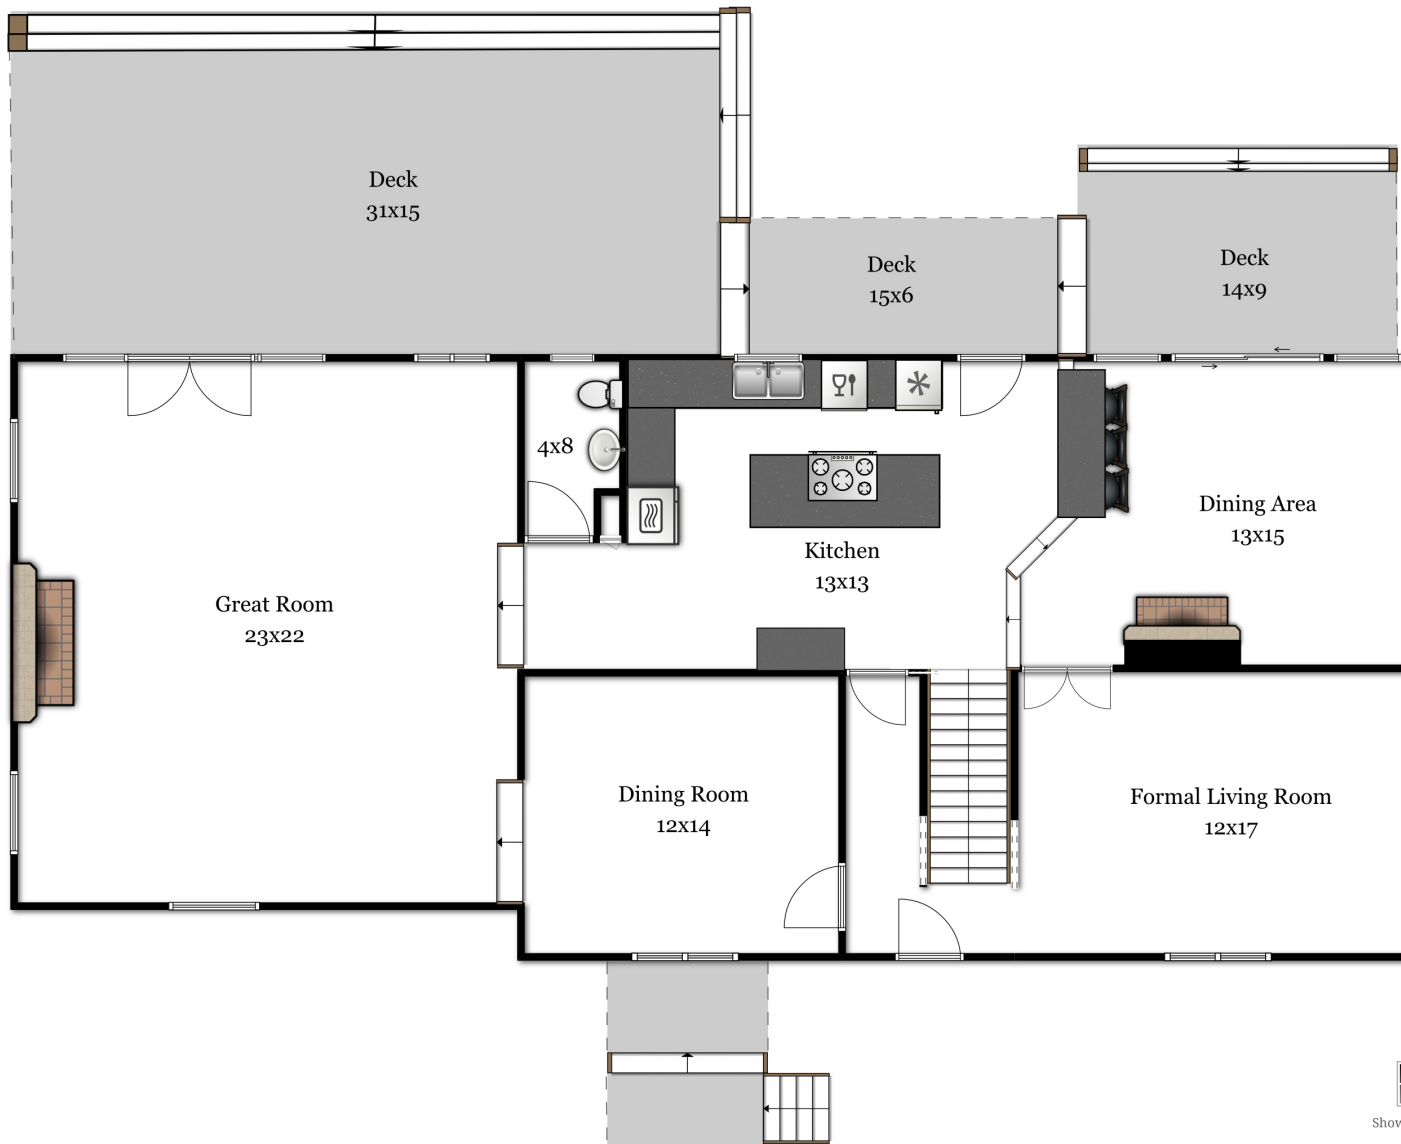 Deck
31x15
Deck
15x6
Deck
14x9
4x8
Dining Area
13x15
Kitchen
13x13
Great Room
23x22
Dining Room
12x14
Formal Living Room
12x17
Show